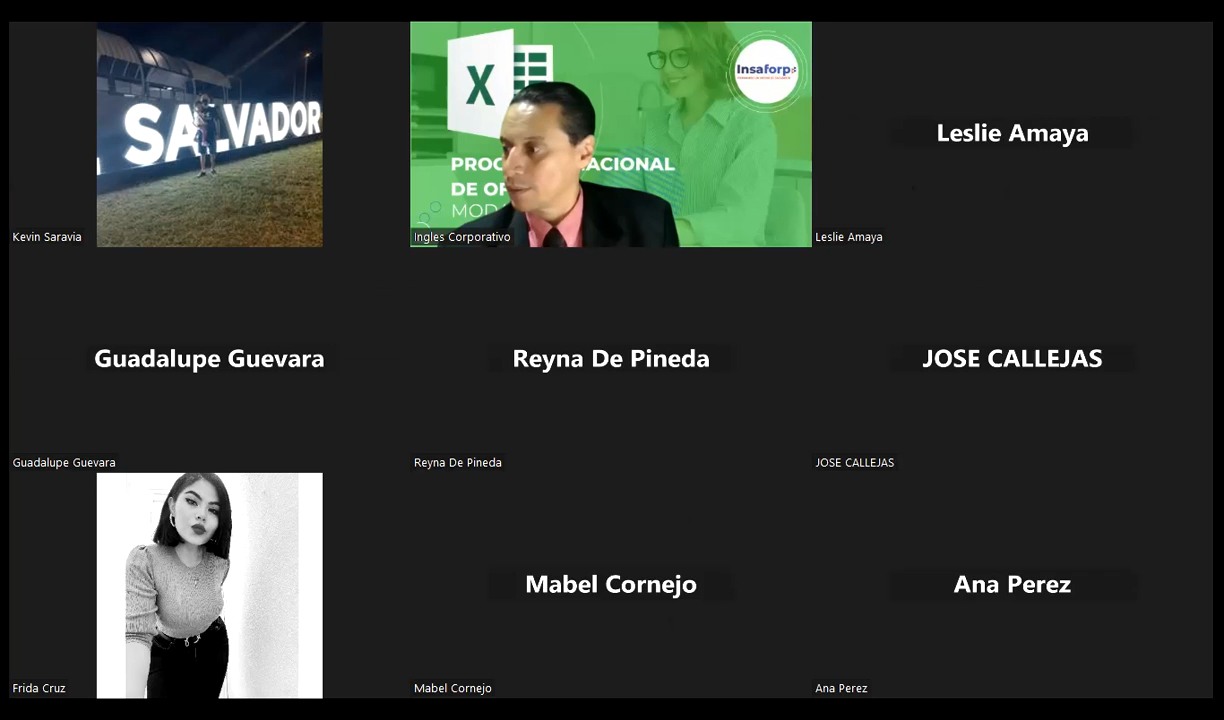 SALVADOR
Kevin Saravia
X
Insaforp
PROG
ACIONAL
DE OF
MOD
Ingles Corporativo
Leslie Amaya
Leslie Amaya
Guadalupe Guevara
Guadalupe Guevara
Reyna De Pineda
Reyna De Pineda
JOSE CALLEJAS
JOSE CALLEJAS
Frida Cruz
Mabel Cornejo
Mabel Cornejo
Ana Perez
Ana Perez